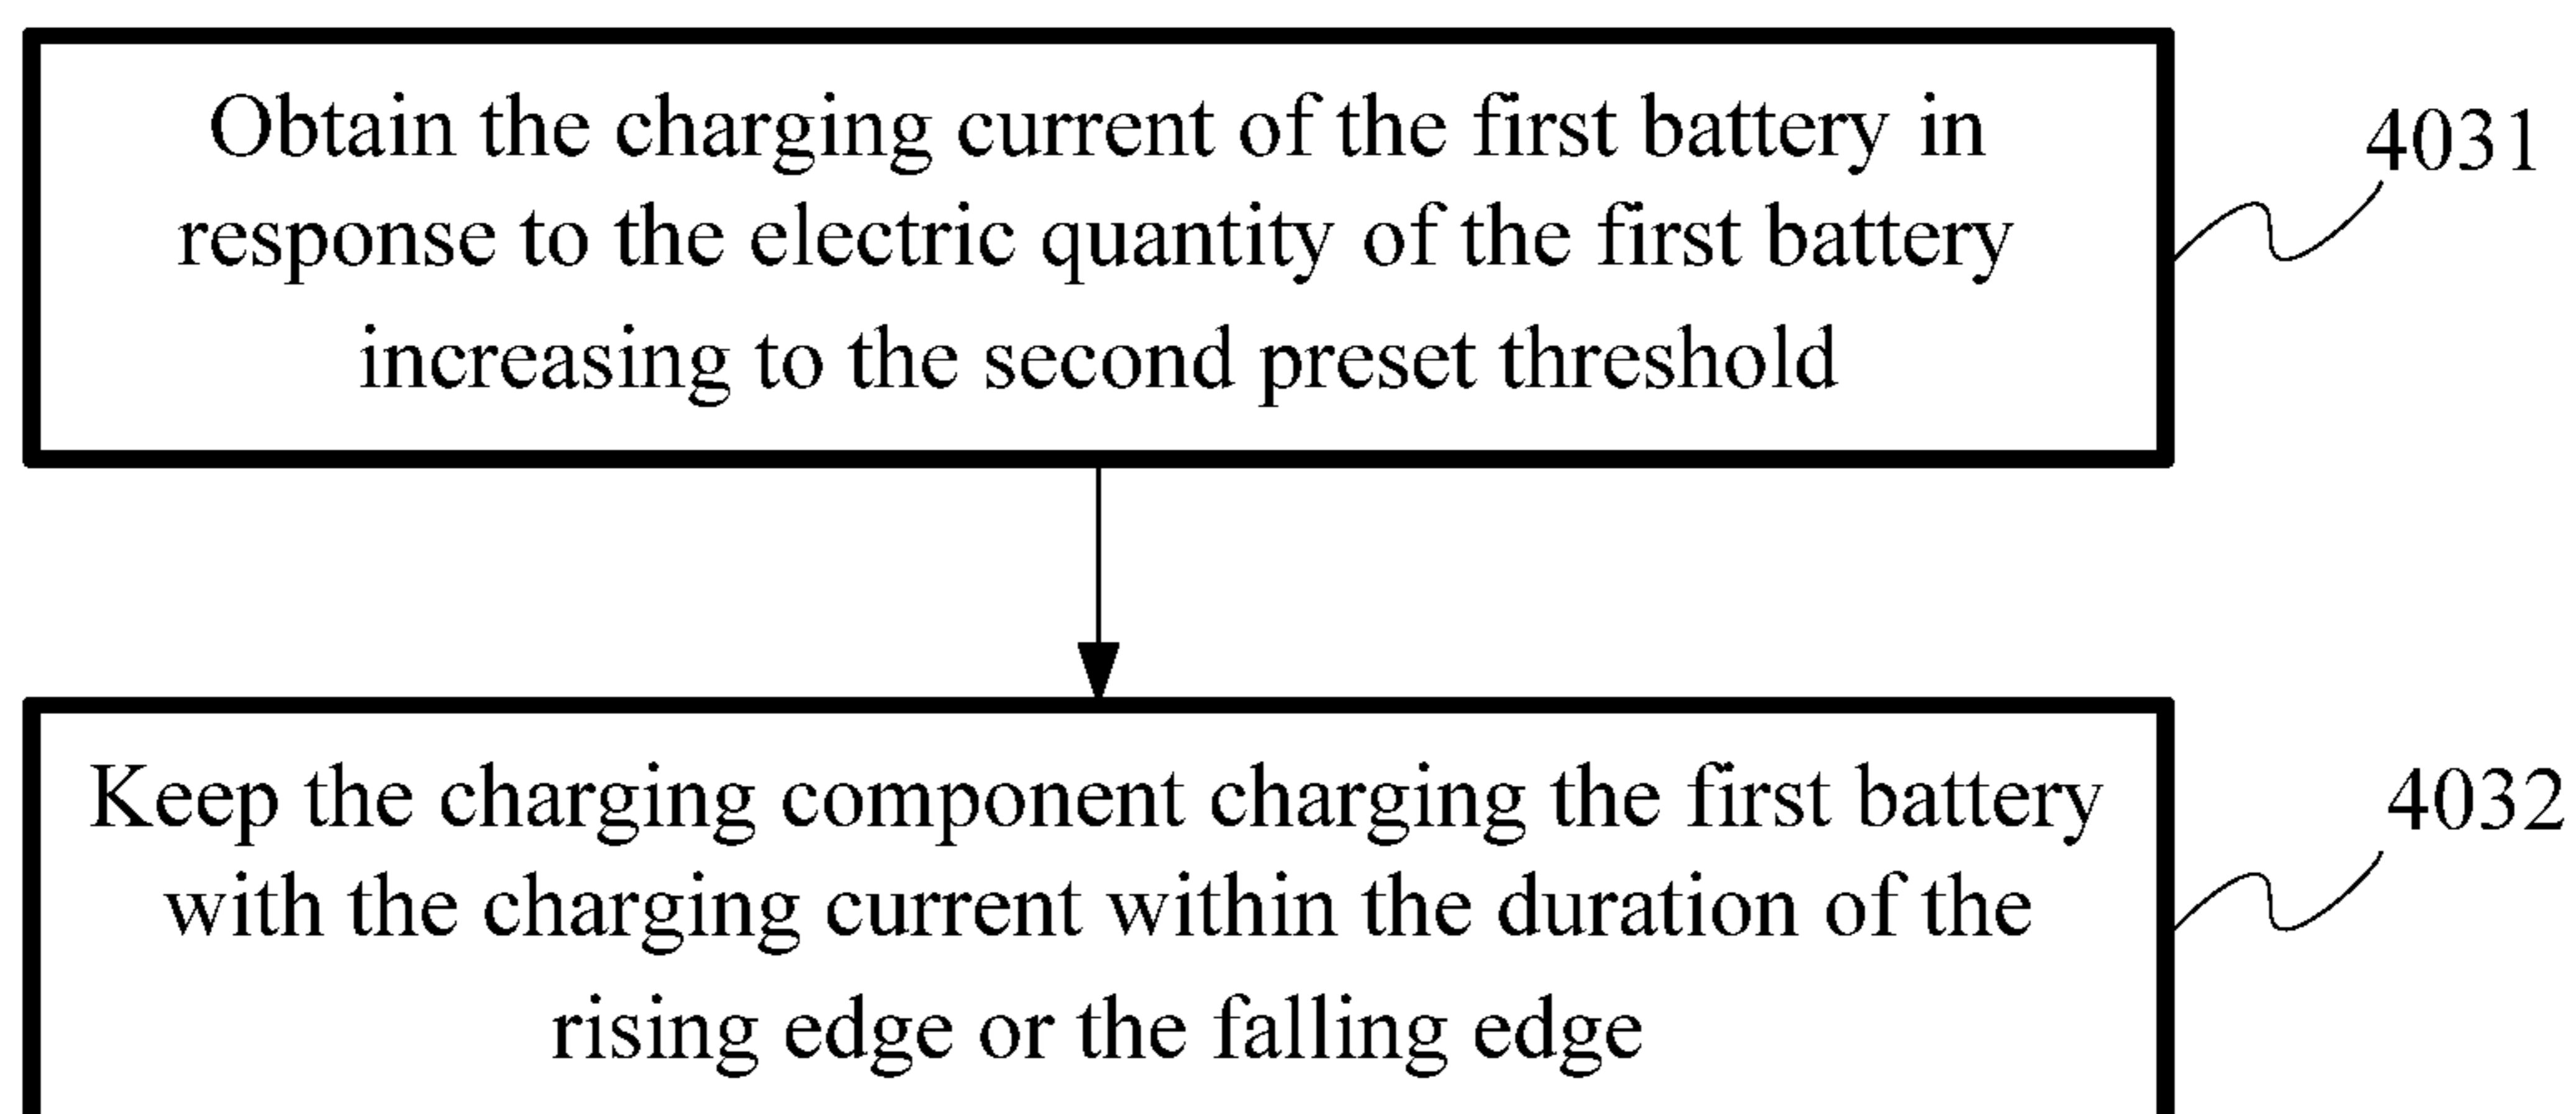 Obtain the charging current of the first battery in
response to the electric quantity of the first battery
increasing to the second preset threshold
4031
Keep the charging component charging the first battery
with the charging current within the duration of the
rising edge or the falling edge
4032